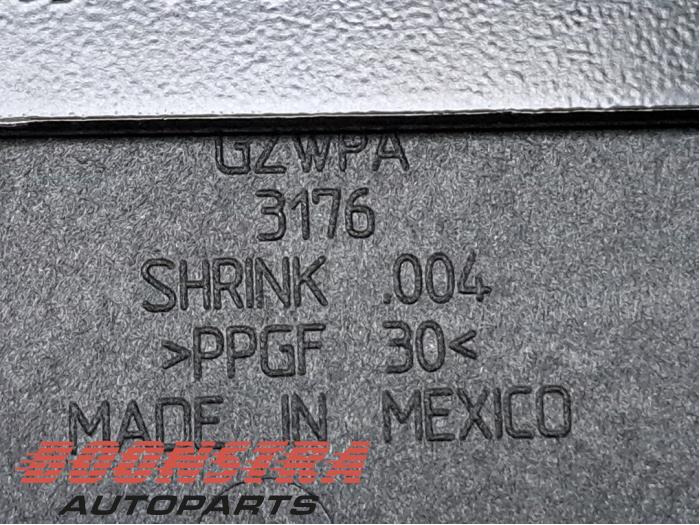 GZWPA
3176
SHRINK .004
>PPGF 30<
MADE IN MEXICO
BOONSTRA
AUTOPARTS